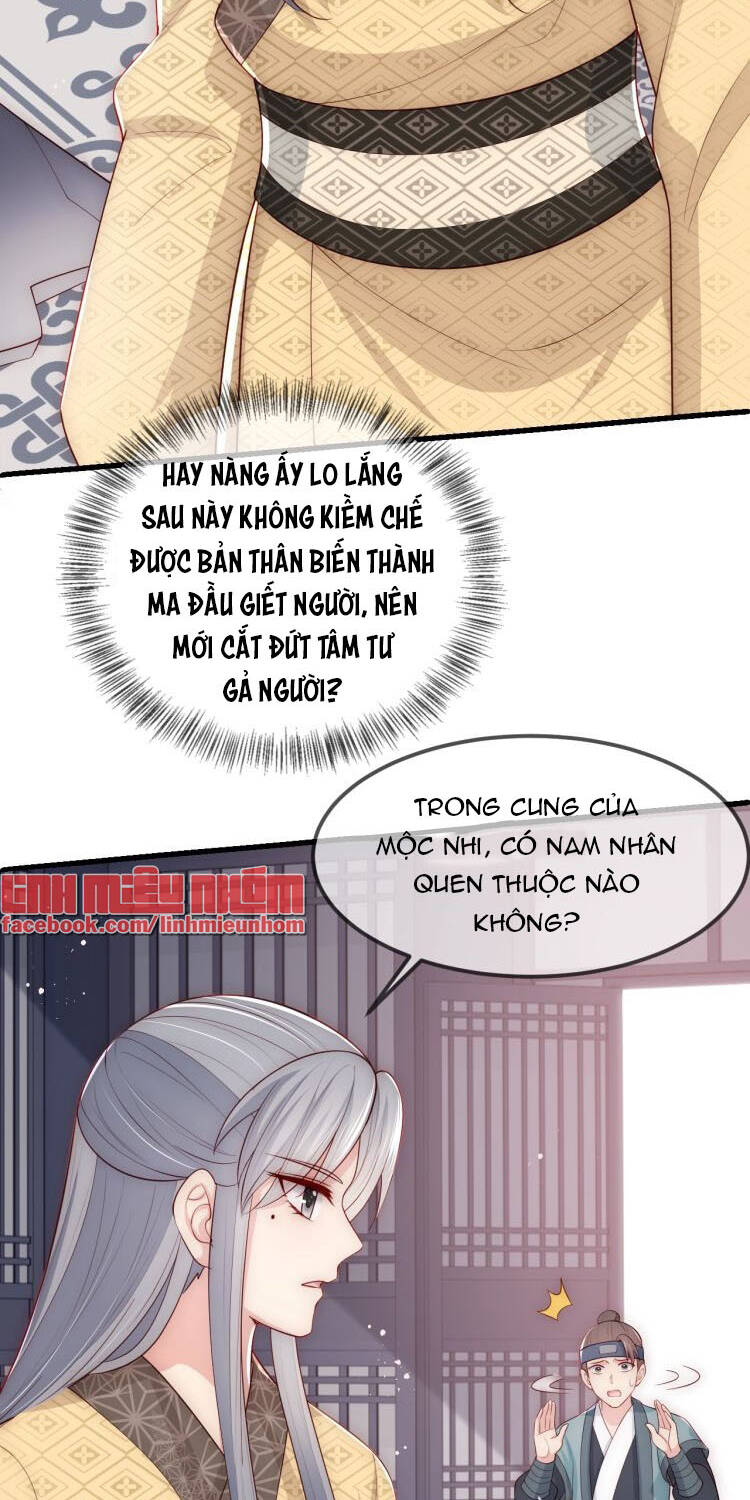 HAY NÀNG ẤY LO LẮNG
SAU NÀY KHÔNG KIỀM CHẾ
ĐƯỢC BẢN THÂN BIẾN THÀNH
MA ĐẦU GIẾT NGƯỜI, NÊN
MỚI CẮT ĐỨT TÂM TƯ
GẢ NGƯỜI?
TRONG CUNG CỦA
MỘC NHI, CÓ NAM NHÂN
QUEN THUỘC NÀO
KHÔNG?
LINH MIÊU NHÓM
facebook.com/linhmieunhom